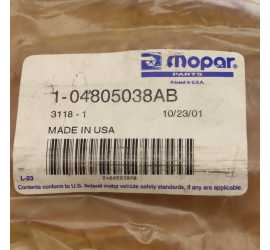 mopar
PARTS
Printed in U.S.A.
1-04805038AB
3118 - 1 10/23/01
MADE IN USA
L-23
Contents conform to U.S. federal motor vehicle safety standards, if any are applicable.